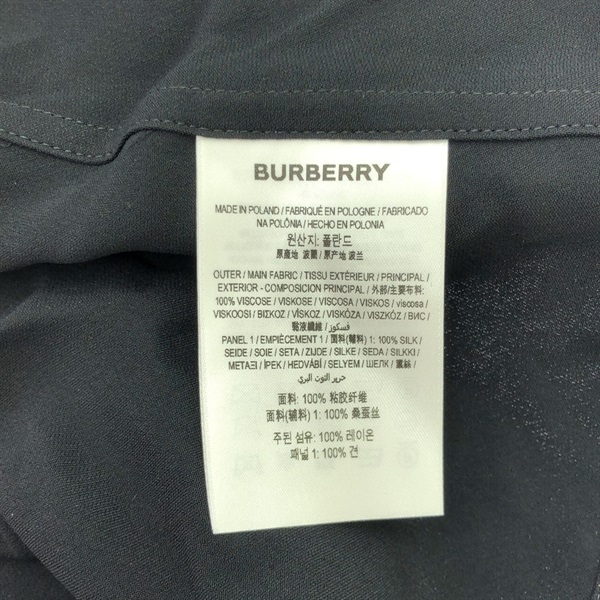 BURBERRY
MADE IN POLAND / FABRIQUÉ EN POLOGNE / FABRICADO
NA POLÔNIA / HECHO EN POLONIA
원산지: 폴란드
原產地 波蘭 / 原产地 波兰
OUTER / MAIN FABRIC / TISSU EXTÉRIEUR / PRINCIPAL /
EXTERIOR - COMPOSICION PRINCIPAL / 外部/主要布料:
100% VISCOSE / VISKOSE / VISCOSA / VISKOS / viscosa /
VISKOOSI / ΒΙΣΚΟΖ / VİSKOZ / VISKÓZA / VISZKÓZ / ВИС /
黏液纖維 / فسكوز /
PANEL 1 / EMPIÈCEMENT 1 / 面料(輔料) 1: 100% SILK /
SEIDE / SOIE / SETA / ZIJDE / SILKE / SEDA / SILKKI /
ΜΕΤΑΞΙ / İPEK / HEDVÁBÍ / SELYEM / ШЕЛК / 蠶絲 /
حرير التوت البري /
面料: 100% 粘胶纤维
面料(辅料) 1: 100% 桑蚕丝
주된 섬유: 100% 레이온
패널 1: 100% 견